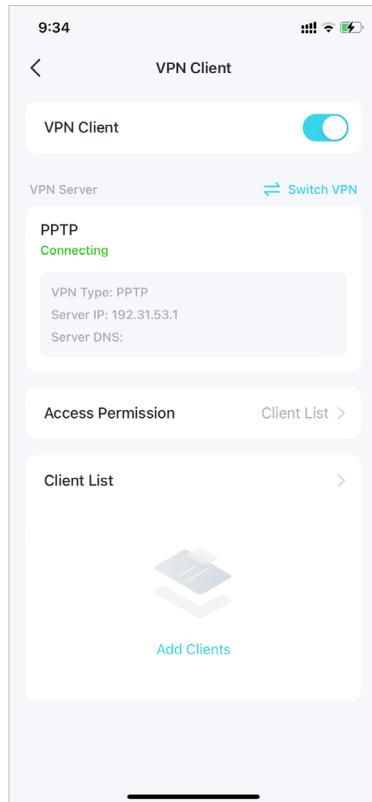 9:34
VPN Client
VPN Client
VPN Server
Switch VPN
PPTP
Connecting
VPN Type: PPTP
Server IP: 192.31.53.1
Server DNS:
Access Permission
Client List
Client List
Add Clients